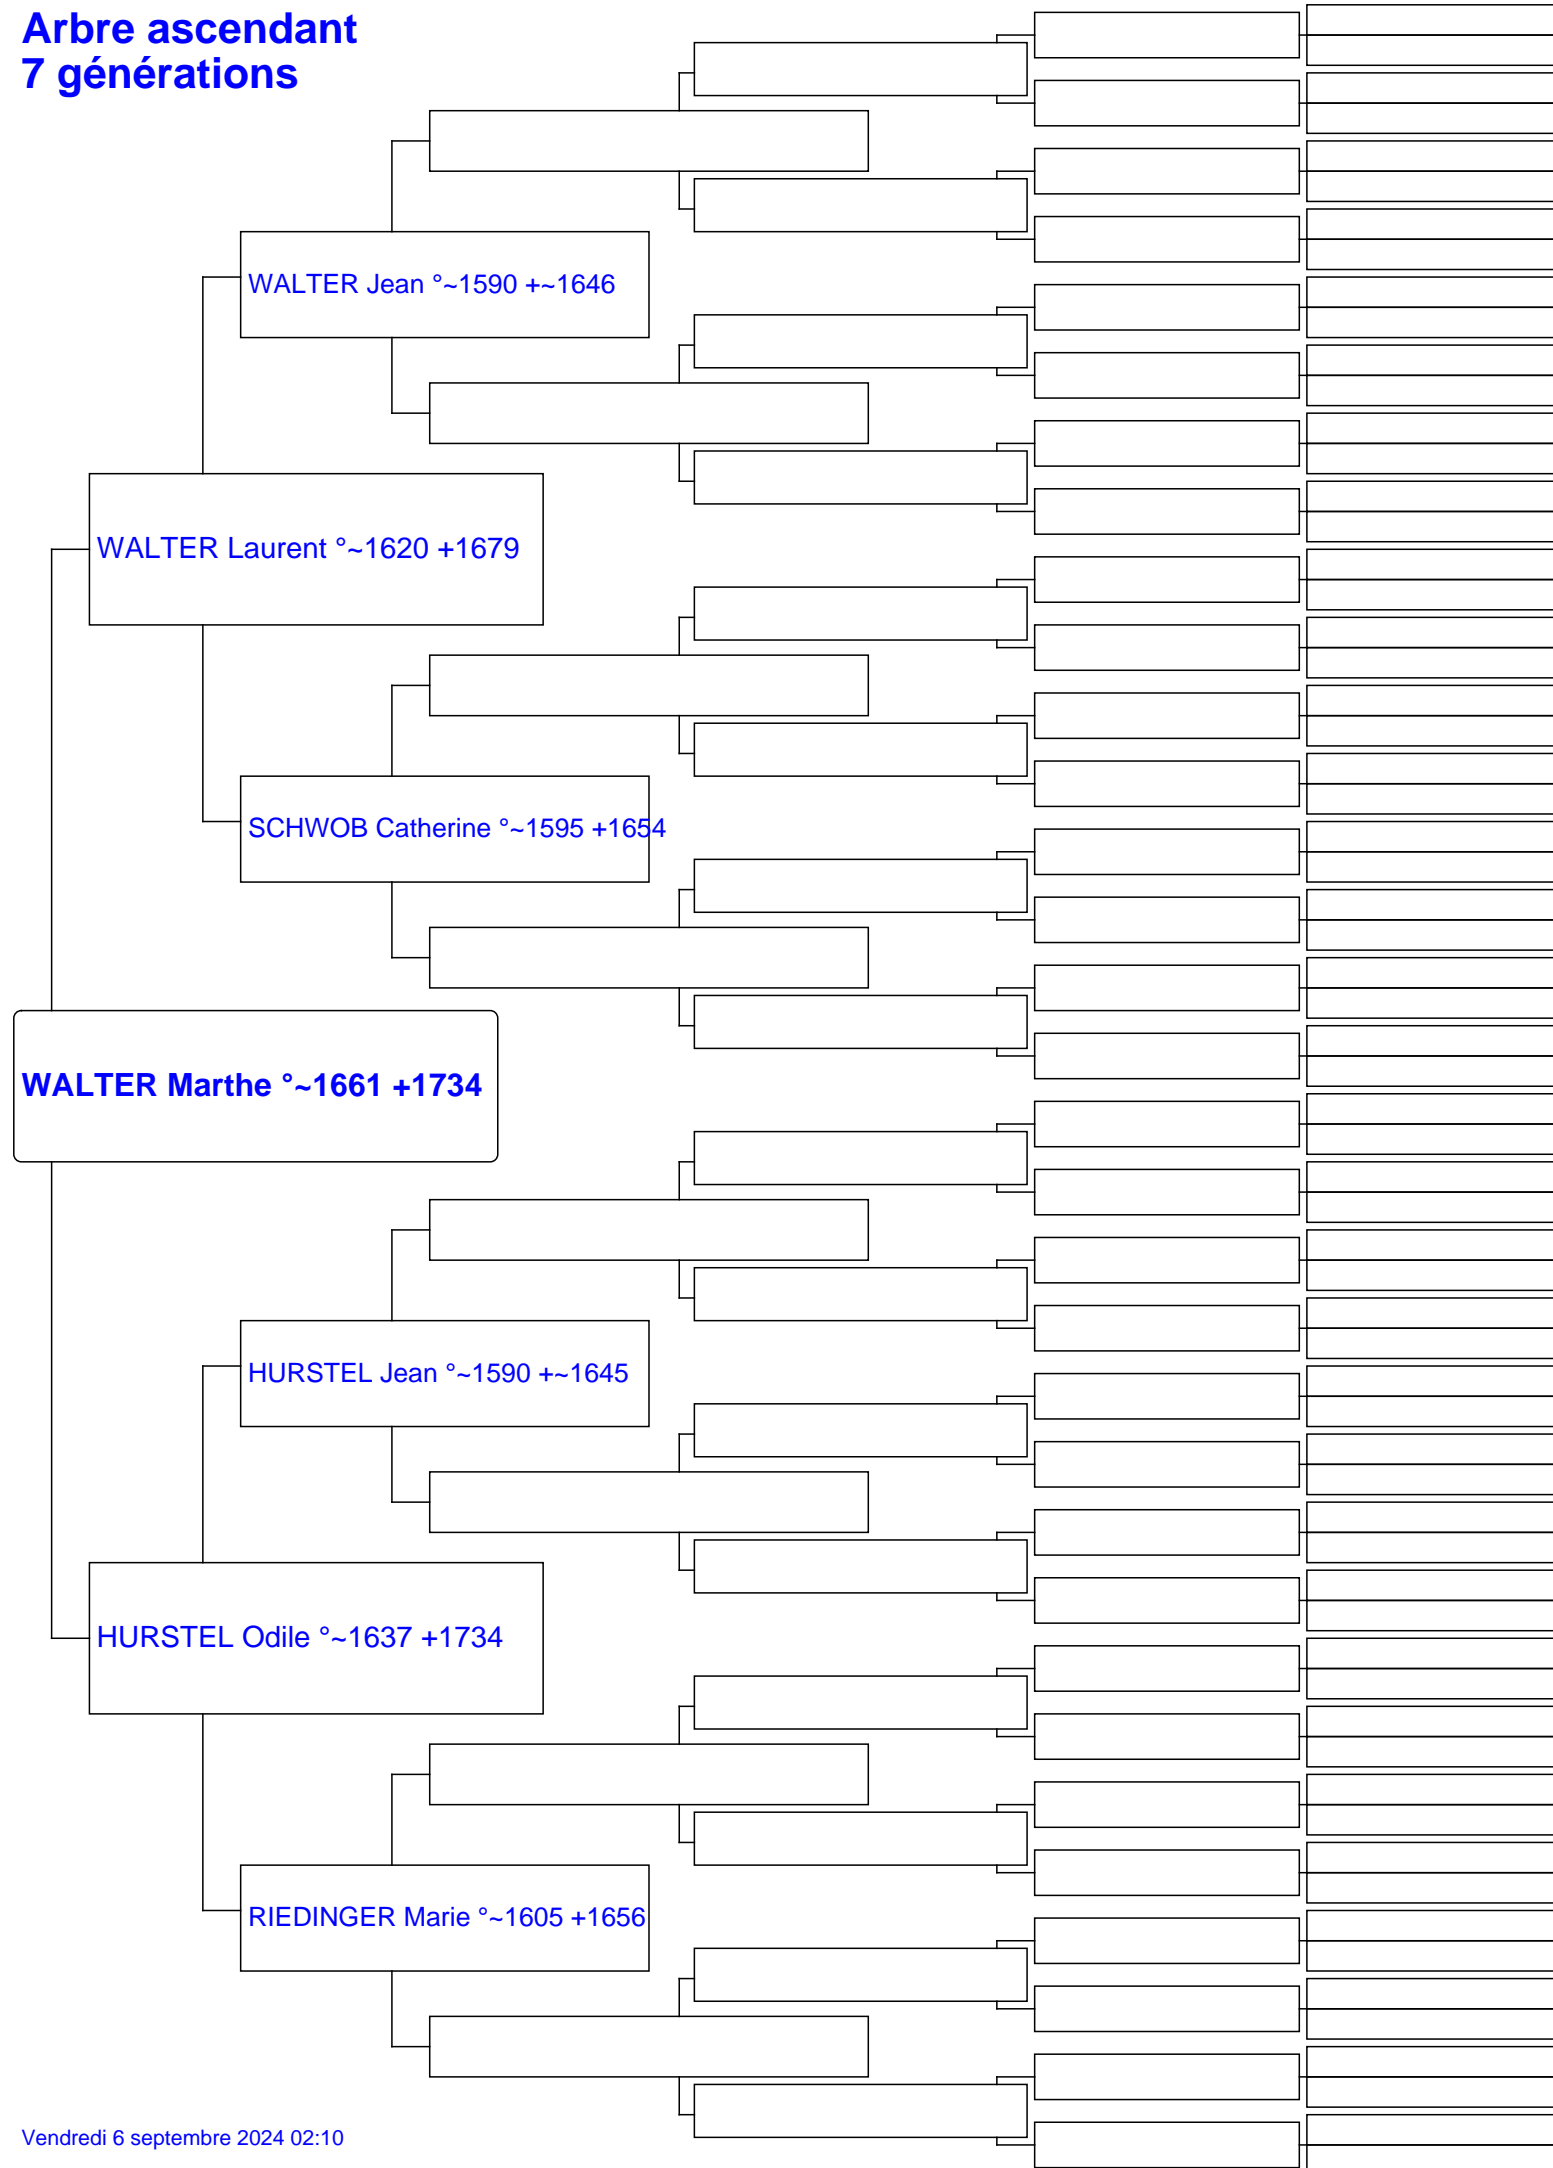 Arbre ascendant
7 générations
WALTER Jean °~1590 +~1646
WALTER Laurent °~1620 +1679
SCHWOB Catherine °~1595 +1654
WALTER Marthe °~1661 +1734
HURSTEL Jean °~1590 +~1645
HURSTEL Odile °~1637 +1734
RIEDINGER Marie °~1605 +1656
Vendredi 6 septembre 2024 02:10